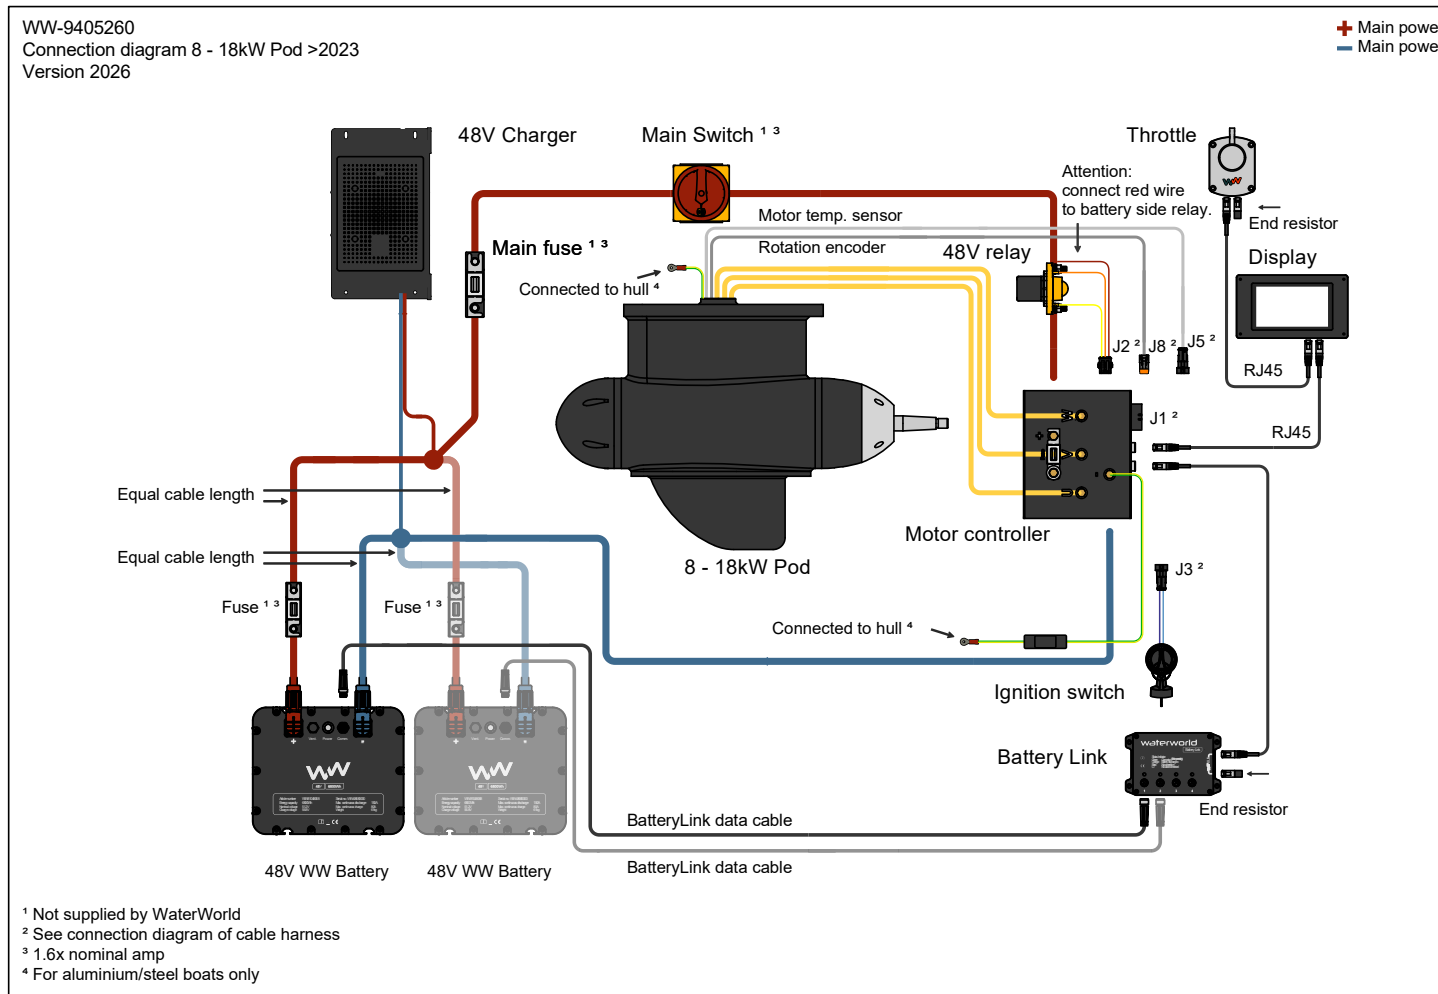 WW-9405260
Connection diagram 8 - 18kW Pod >2023
Version 2026
Main powe
Main powe
48V Charger
Main Switch ¹ ³
Throttle
Attention:
connect red wire
to battery side relay.
End resistor
Motor temp. sensor
Rotation encoder
Main fuse ¹ ³
48V relay
Display
Connected to hull ⁴
J2 ²
J8 ²
J5 ²
RJ45
J1 ²
RJ45
Equal cable length
Motor controller
Equal cable length
8 - 18kW Pod
J3 ²
Fuse ¹ ³
Fuse ¹ ³
Connected to hull ⁴
Ignition switch
Battery Link
waterworld
Battery Link
End resistor
BatteryLink data cable
BatteryLink data cable
48V WW Battery
48V WW Battery
¹ Not supplied by WaterWorld
² See connection diagram of cable harness
³ 1.6x nominal amp
⁴ For aluminium/steel boats only